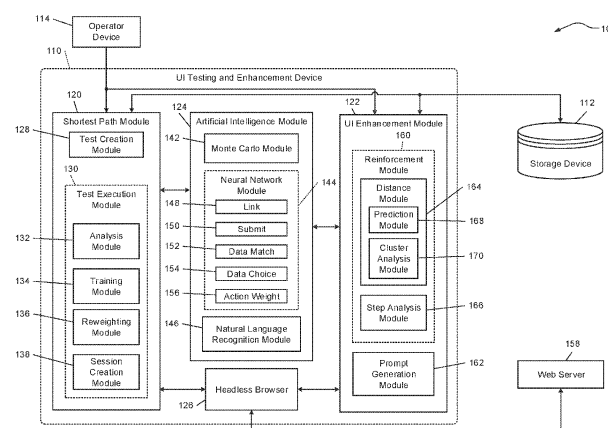 114
Operator Device
10
110
UI Testing and Enhancement Device
120
Shortest Path Module
128
Test Creation Module
130
Test Execution Module
132
Analysis Module
134
Training Module
136
Reweighting Module
138
Session Creation Module
124
Artificial Intelligence Module
142
Monte Carlo Module
144
Neural Network Module
148
Link
150
Submit
152
Data Match
154
Data Choice
156
Action Weight
146
Natural Language Recognition Module
Headless Browser
126
122
UI Enhancement Module
160
Reinforcement Module
Distance Module
164
Prediction Module
168
Cluster Analysis Module
170
Step Analysis Module
166
Prompt Generation Module
162
112
Storage Device
158
Web Server